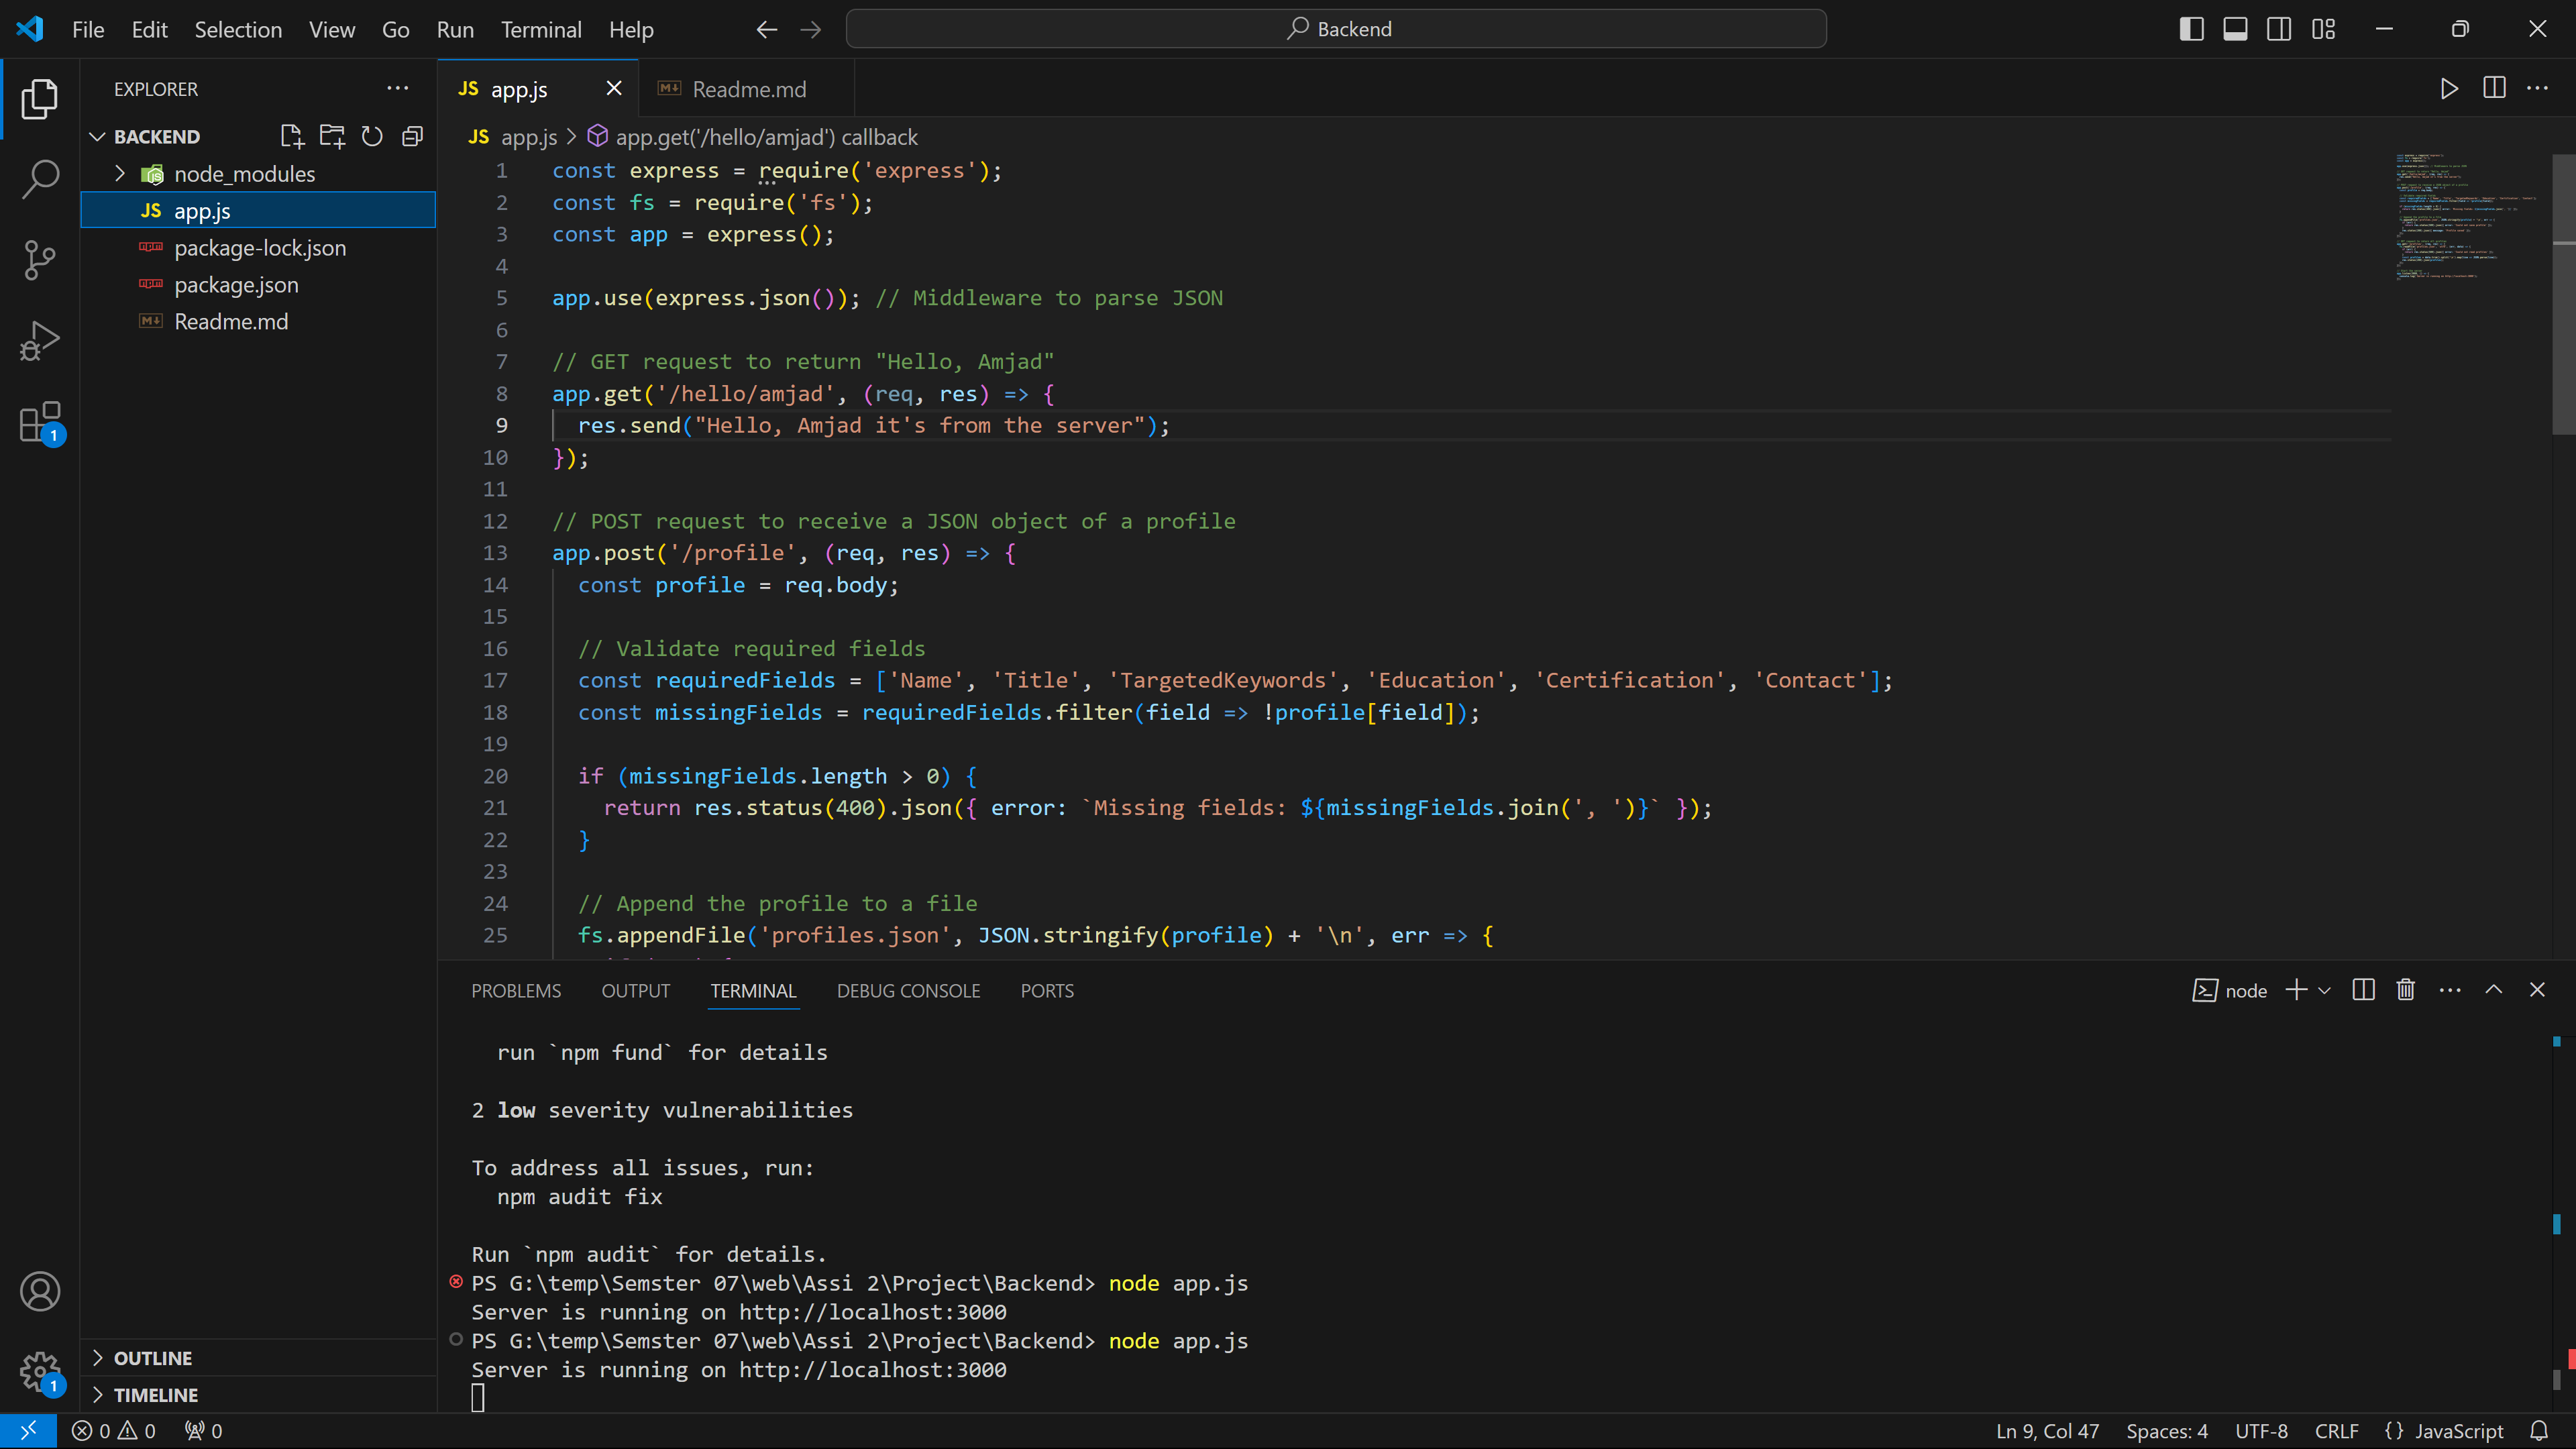 File Edit Selection View Go Run Terminal Help
Backend
EXPLORER
BACKEND
node_modules
JS app.js
package-lock.json
package.json
Readme.md
OUTLINE
TIMELINE
1
1
JS app.js
Readme.md
JS app.js > app.get('/hello/amjad') callback
1 const express = require('express');
2 const fs = require('fs');
3 const app = express();
4
5 app.use(express.json()); // Middleware to parse JSON
6
7 // GET request to return "Hello, Amjad"
8 app.get('/hello/amjad', (req, res) => {
9 res.send("Hello, Amjad it's from the server");
10 });
11
12 // POST request to receive a JSON object of a profile
13 app.post('/profile', (req, res) => {
14 const profile = req.body;
15
16 // Validate required fields
17 const requiredFields = ['Name', 'Title', 'TargetedKeywords', 'Education', 'Certification', 'Contact'];
18 const missingFields = requiredFields.filter(field => !profile[field]);
19
20 if (missingFields.length > 0) {
21 return res.status(400).json({ error: `Missing fields: ${missingFields.join(', ')}` });
22 }
23
24 // Append the profile to a file
25 fs.appendFile('profiles.json', JSON.stringify(profile) + '\n', err => {
PROBLEMS OUTPUT TERMINAL DEBUG CONSOLE PORTS
node
run `npm fund` for details
2 low severity vulnerabilities
To address all issues, run:
npm audit fix
Run `npm audit` for details.
PS G:\temp\Semster 07\web\Assi 2\Project\Backend> node app.js
Server is running on http://localhost:3000
PS G:\temp\Semster 07\web\Assi 2\Project\Backend> node app.js
Server is running on http://localhost:3000
0 0 0
Ln 9, Col 47 Spaces: 4 UTF-8 CRLF {} JavaScript